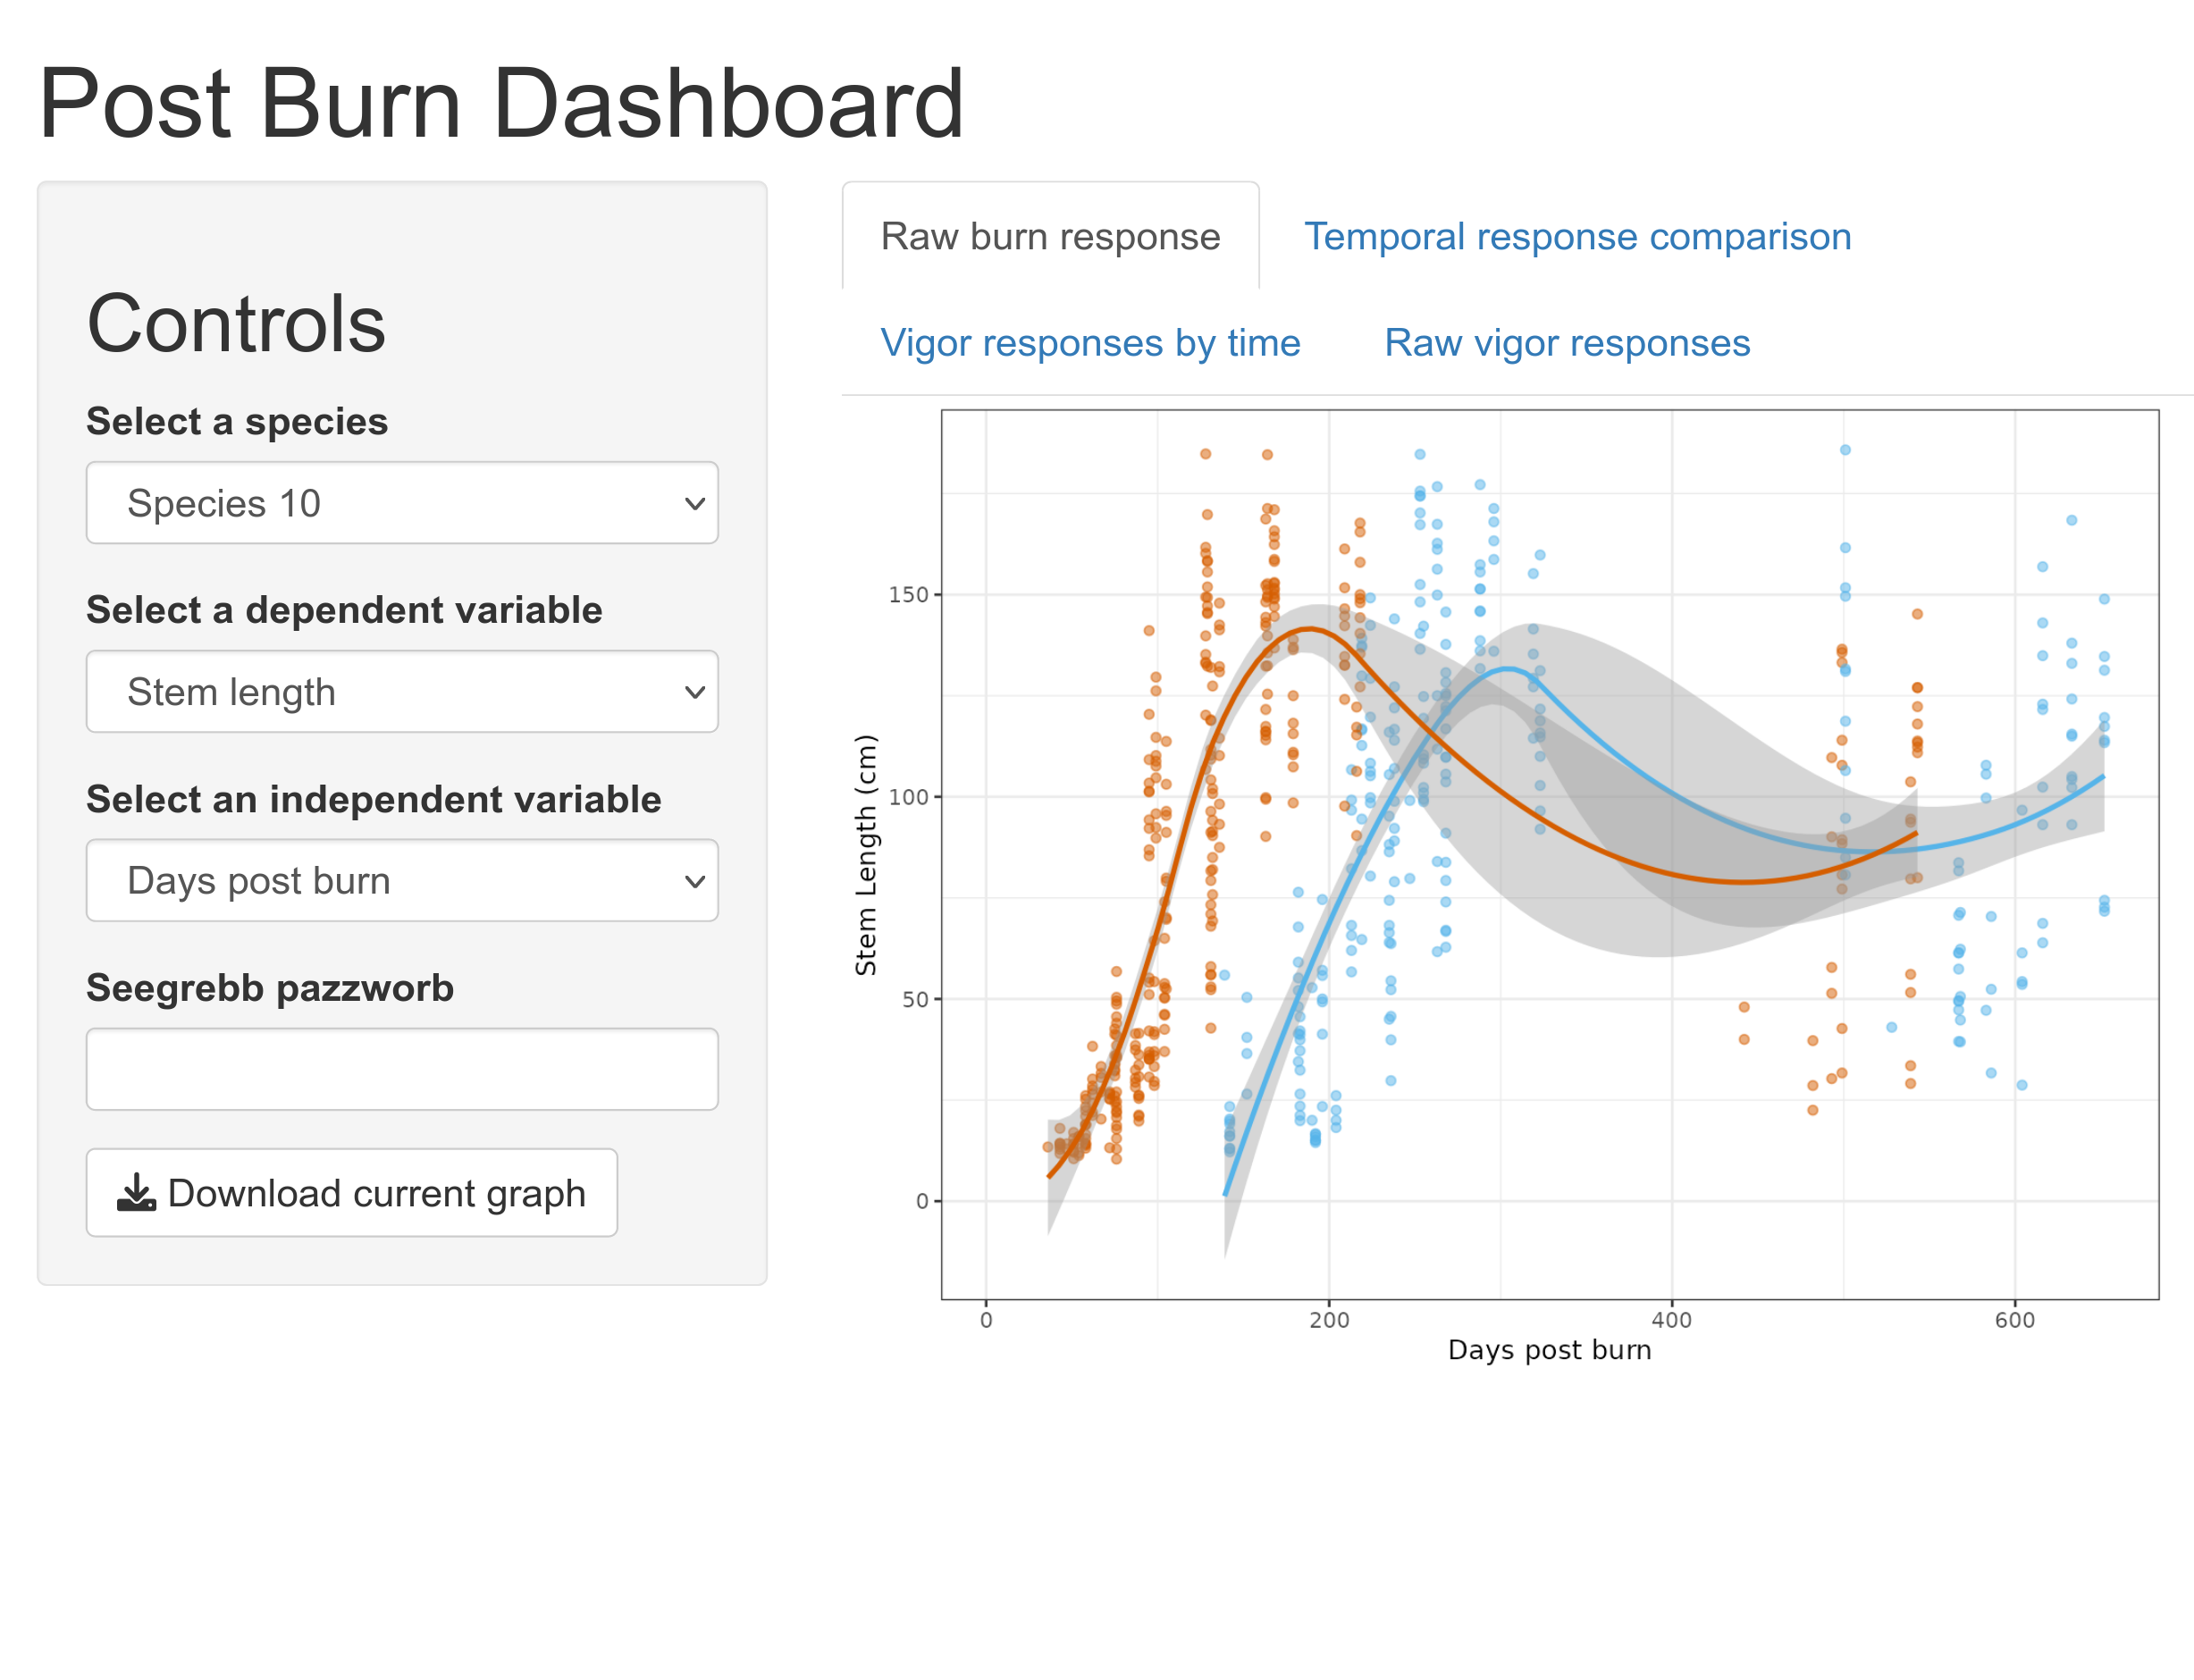 Post Burn Dashboard
Controls
Select a species
Species 10
Select a dependent variable
Stem length
Select an independent variable
Days post burn
Seegrebb pazzworb
Download current graph
Raw burn response
Temporal response comparison
Vigor responses by time
Raw vigor responses
Stem Length (cm)
150
100
50
0
0 200 400 600
Days post burn